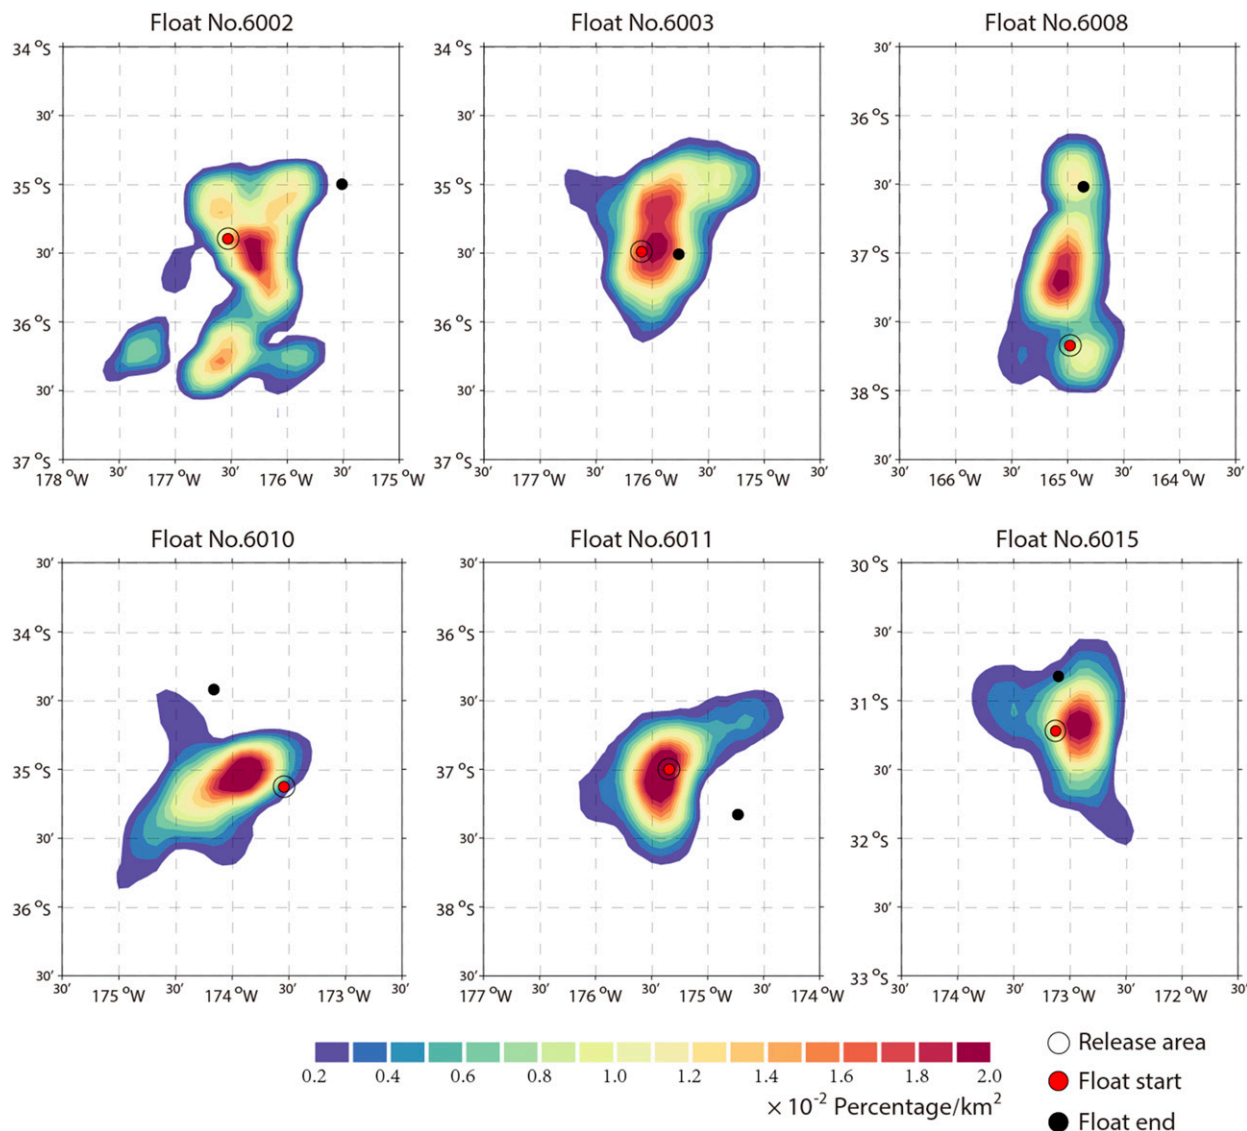 Float No.6002
Float No.6003
Float No.6008
34 °S
30′
35 °S
30′
36 °S
30′
37 °S
178 °W
30′
177 °W
30′
176 °W
30′
175 °W
34 °S
30′
35 °S
30′
36 °S
30′
37 °S
30′
176 °W
30′
175 °W
30′
30′
36 °S
30′
37 °S
30′
38 °S
30′
30′
166 °W
30′
165 °W
30′
164 °W
30′
Float No.6010
Float No.6011
Float No.6015
30′
34 °S
30′
35 °S
30′
36 °S
30′
30′
175 °W
30′
174 °W
30′
173 °W
30′
30′
36 °S
30′
37 °S
30′
38 °S
30′
177 °W
30′
176 °W
30′
175 °W
30′
174 °W
30 °S
30′
31 °S
30′
32 °S
30′
33 °S
30′
174 °W
30′
173 °W
30′
172 °W
30′
0.2 0.4 0.6 0.8 1.0 1.2 1.4 1.6 1.8 2.0
× 10⁻² Percentage/km²
Release area
Float start
Float end